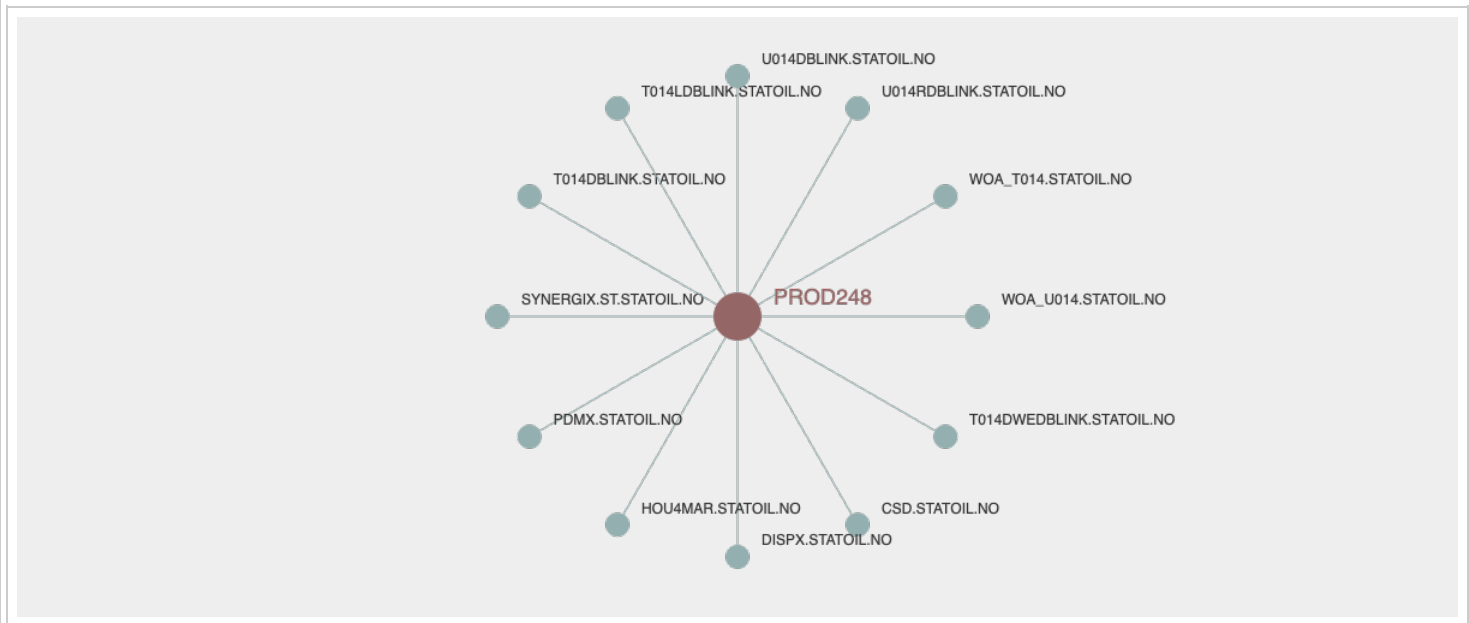 U014DBLINK.STATOIL.NO
T014LDBLINK.STATOIL.NO
U014RDBLINK.STATOIL.NO
T014DBLINK.STATOIL.NO
WOA_T014.STATOIL.NO
SYNERGIX.ST.STATOIL.NO
PROD248
WOA_U014.STATOIL.NO
PDMX.STATOIL.NO
T014DWEDBLINK.STATOIL.NO
HOU4MAR.STATOIL.NO
CSD.STATOIL.NO
DISPX.STATOIL.NO